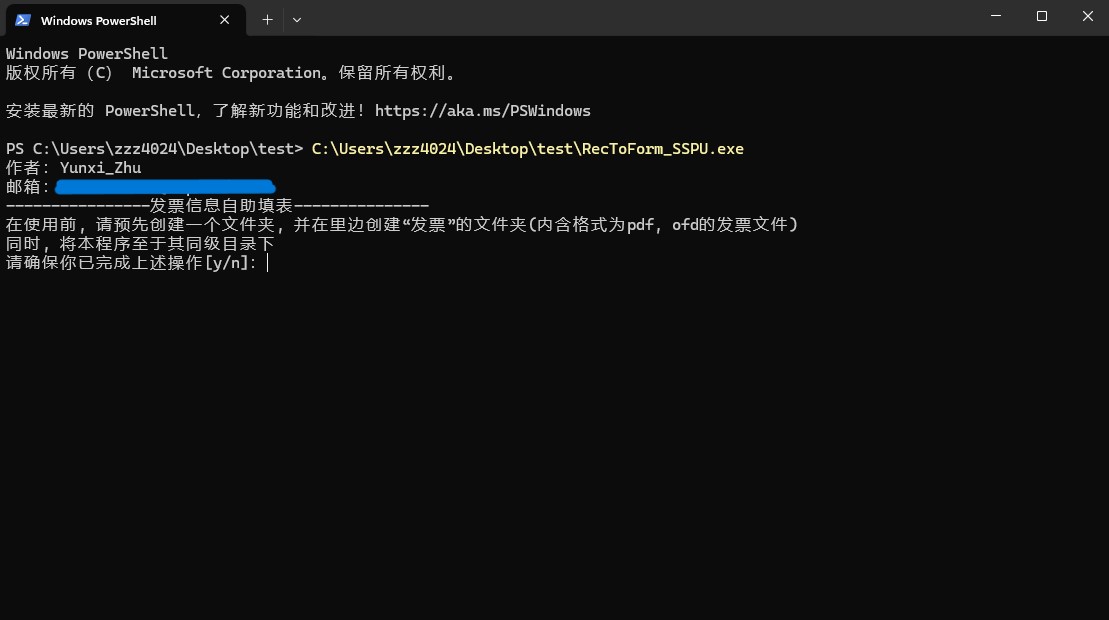 Windows PowerShell
Windows PowerShell
版权所有 (C) Microsoft Corporation。保留所有权利。
安装最新的 PowerShell，了解新功能和改进！https://aka.ms/PSWindows
PS C:\Users\zzz4024\Desktop\test> C:\Users\zzz4024\Desktop\test\RecToForm_SSPU.exe
作者：Yunxi_Zhu
邮箱：
----------------发票信息自助填表---------------
在使用前，请预先创建一个文件夹，并在里边创建“发票”的文件夹(内含格式为pdf，ofd的发票文件)
同时，将本程序至于其同级目录下
请确保你已完成上述操作[y/n]：